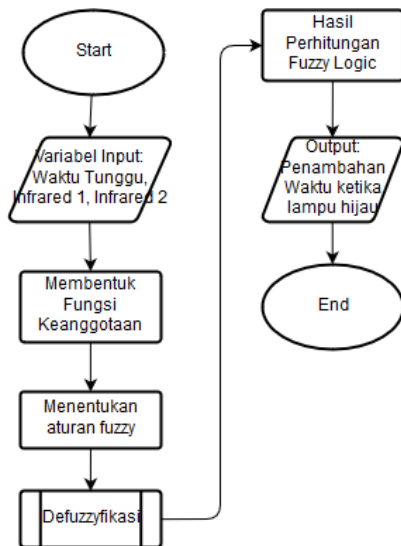 Start
Variabel Input:
Waktu Tunggu,
Infrared 1, Infrared 2
Membentuk
Fungsi
Keanggotaan
Menentukan
aturan fuzzy
Defuzzyfikasi
Hasil
Perhitungan
Fuzzy Logic
Output:
Penambahan
Waktu ketika
lampu hijau
End